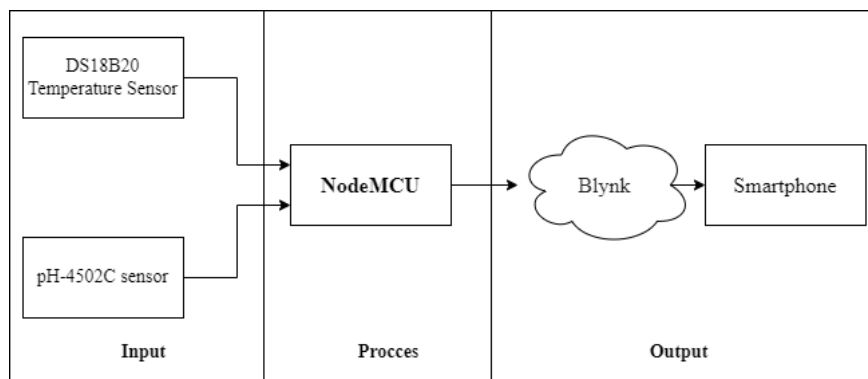 DS18B20
Temperature Sensor
NodeMCU
Blynk
Smartphone
pH-4502C sensor
Input
Procces
Output